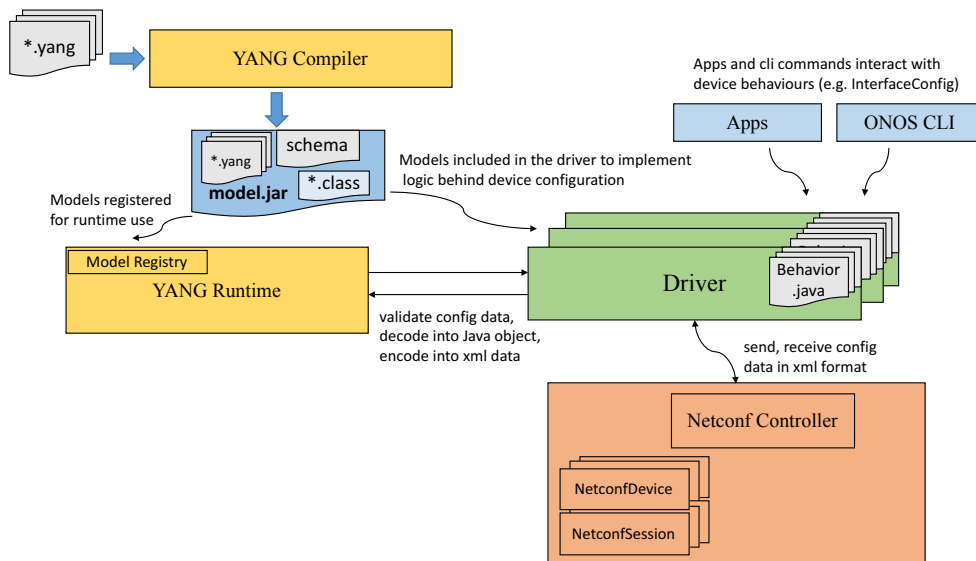 *.yang
YANG Compiler
Apps and cli commands interact with
device behaviours (e.g. InterfaceConfig)
Apps
ONOS CLI
*.yang
schema
*.class
model.jar
Models included in the driver to implement
logic behind device configuration
Models registered
for runtime use
Model Registry
YANG Runtime
Driver
Behavior
.java
validate config data,
decode into Java object,
encode into xml data
send, receive config
data in xml format
Netconf Controller
NetconfDevice
NetconfSession